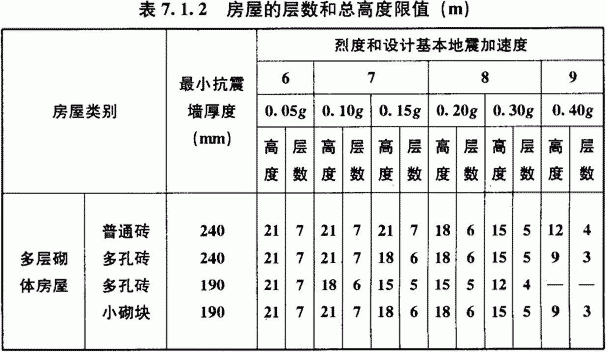 表 7.1.2 房屋的层数和总高度限值(m)
房屋类别 最小抗震墙厚度(mm) 烈度和设计基本地震加速度
6 7 8 9
0.05g 0.10g 0.15g 0.20g 0.30g 0.40g
高度 层数 高度 层数 高度 层数 高度 层数 高度 层数 高度 层数
多层砌体房屋
普通砖 240 21 7 21 7 21 7 18 6 15 5 12 4
多孔砖 240 21 7 21 7 18 6 18 6 15 5 9 3
多孔砖 190 21 7 18 6 15 5 15 5 12 4 — —
小砌块 190 21 7 21 7 18 6 18 6 15 5 9 3